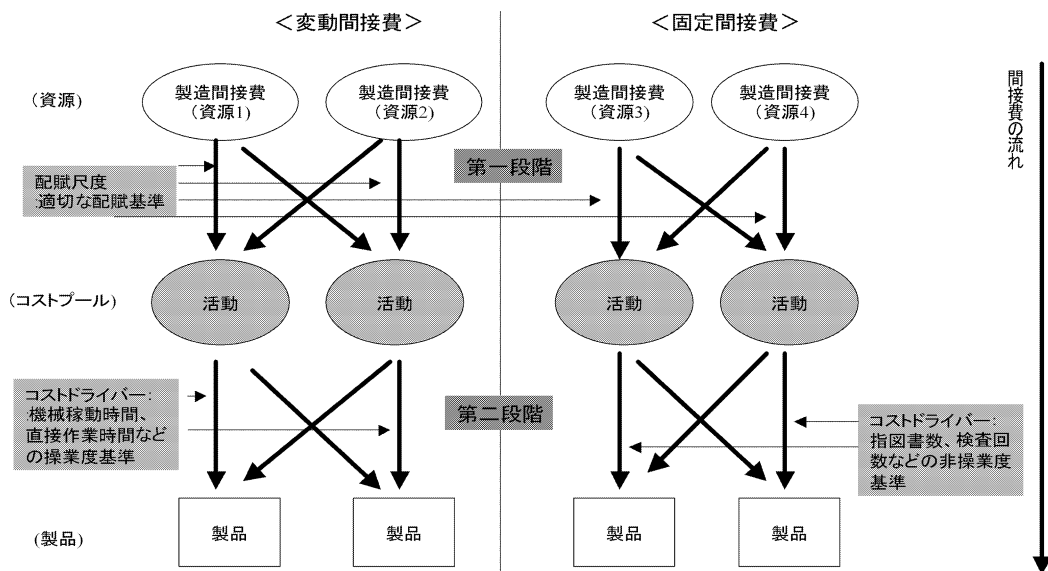 ＜変動間接費＞
＜固定間接費＞
(資源)
製造間接費
(資源1)
製造間接費
(資源2)
製造間接費
(資源3)
製造間接費
(資源4)
間接費の流れ
第一段階
配賦尺度
:適切な配賦基準
(コストプール)
活動
活動
活動
活動
コストドライバー:
機械稼動時間、
直接作業時間など
の操業度基準
第二段階
コストドライバー:
指図書数、検査回
数などの非操業度
基準
(製品)
製品
製品
製品
製品